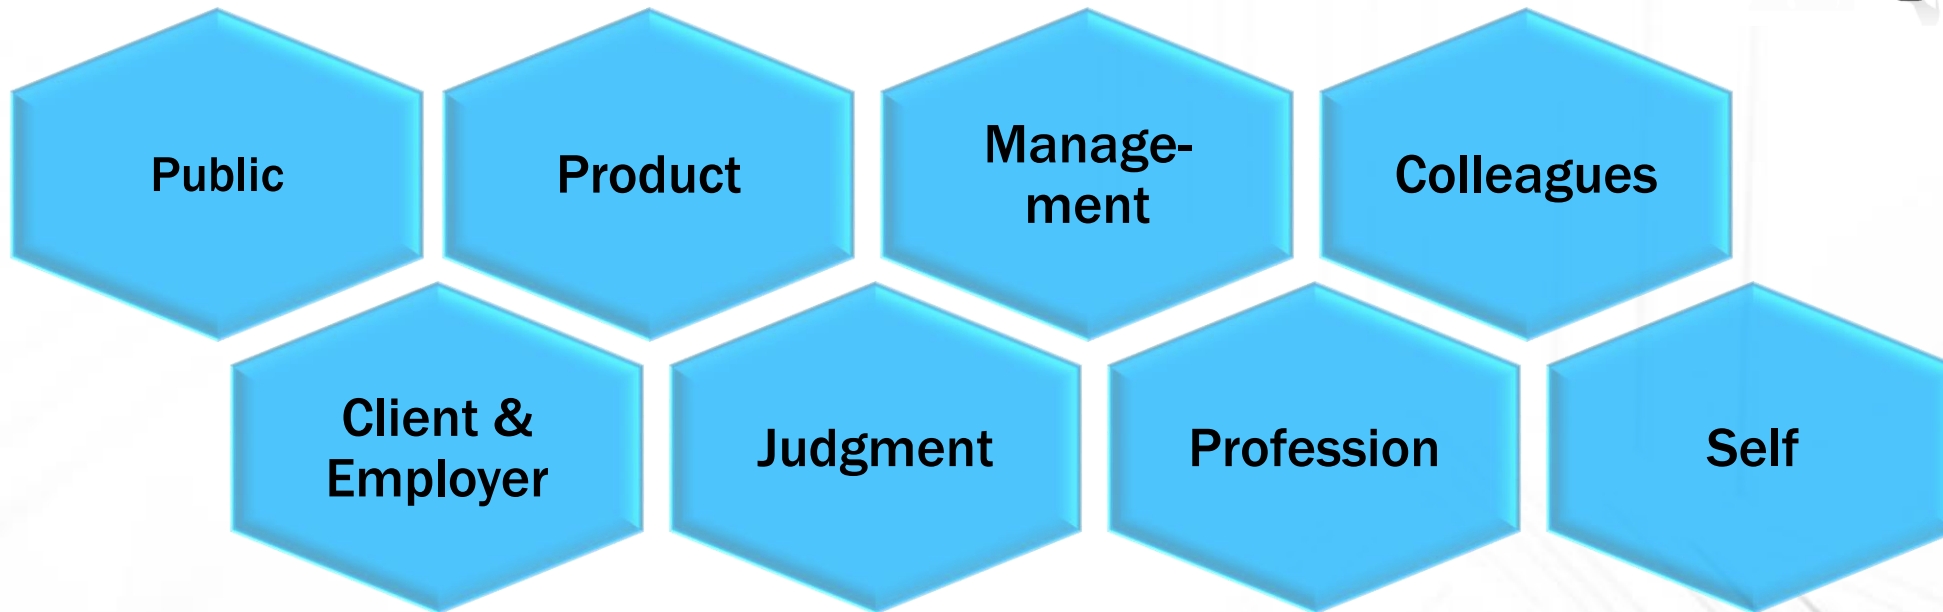 Public
Product
Manage-
ment
Colleagues
Client &
Employer
Judgment
Profession
Self